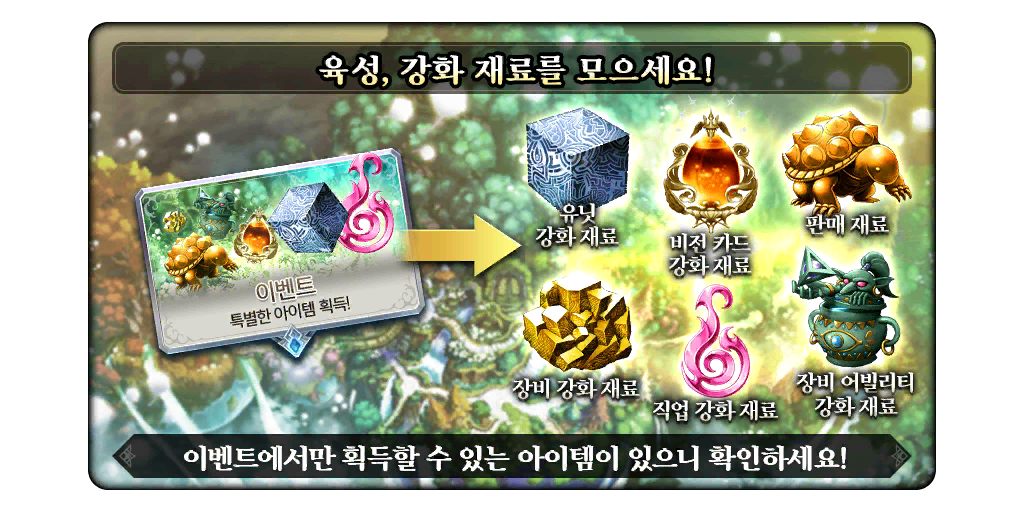 육성, 강화 재료를 모으세요!
이벤트
특별한 아이템 획득!
유닛
강화 재료
비전 카드
강화 재료
판매 재료
장비 강화 재료
직업 강화 재료
장비 어빌리티
강화 재료
이벤트에서만 획득할 수 있는 아이템이 있으니 확인하세요!